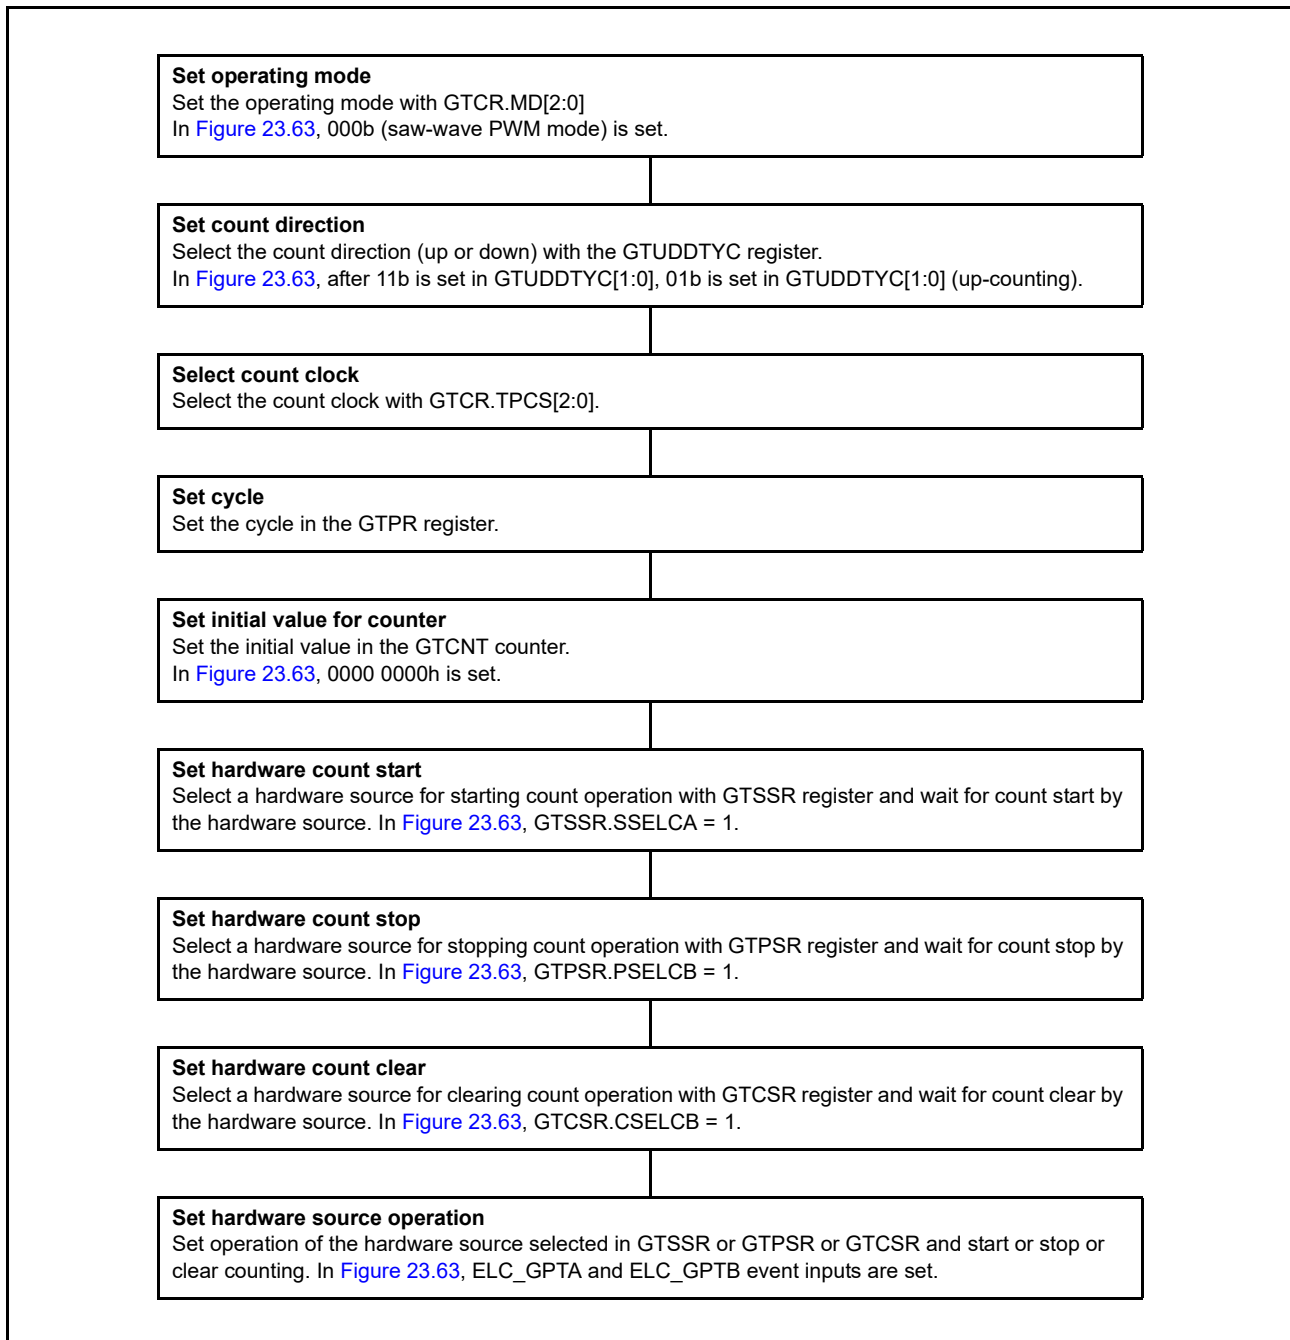 Set operating mode
Set the operating mode with GTCR.MD[2:0]
In Figure 23.63, 000b (saw-wave PWM mode) is set.
Set count direction
Select the count direction (up or down) with the GTUDDTYC register.
In Figure 23.63, after 11b is set in GTUDDTYC[1:0], 01b is set in GTUDDTYC[1:0] (up-counting).
Select count clock
Select the count clock with GTCR.TPCS[2:0].
Set cycle
Set the cycle in the GTPR register.
Set initial value for counter
Set the initial value in the GTCNT counter.
In Figure 23.63, 0000 0000h is set.
Set hardware count start
Select a hardware source for starting count operation with GTSSR register and wait for count start by
the hardware source. In Figure 23.63, GTSSR.SSELCA = 1.
Set hardware count stop
Select a hardware source for stopping count operation with GTPSR register and wait for count stop by
the hardware source. In Figure 23.63, GTPSR.PSELCB = 1.
Set hardware count clear
Select a hardware source for clearing count operation with GTCSR register and wait for count clear by
the hardware source. In Figure 23.63, GTCSR.CSELCB = 1.
Set hardware source operation
Set operation of the hardware source selected in GTSSR or GTPSR or GTCSR and start or stop or
clear counting. In Figure 23.63, ELC_GPTA and ELC_GPTB event inputs are set.